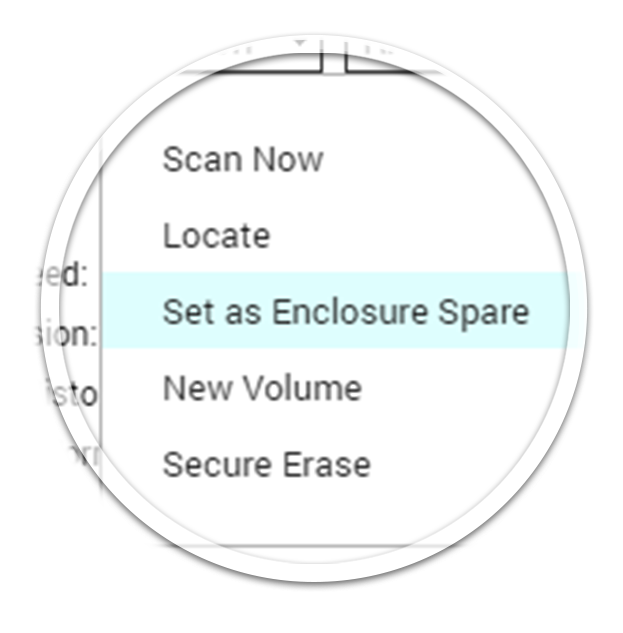 Scan Now
Locate
Set as Enclosure Spare
New Volume
Secure Erase